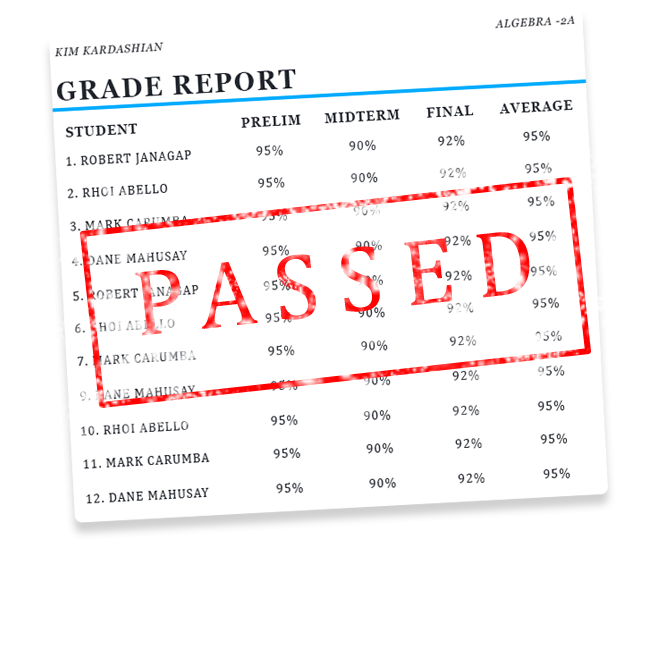 KIM KARDASHIAN ALGEBRA -2A
GRADE REPORT
STUDENT PRELIM MIDTERM FINAL AVERAGE
1. ROBERT JANAGAP 95% 90% 92% 95%
2. RHOI ABELLO 95% 90% 92% 95%
3. MARK CARUMBA 95% 90% 92% 95%
4. DANE MAHUSAY 95% 90% 92% 95%
5. ROBERT JANAGAP 95% 90% 92% 95%
6. RHOI ABELLO 95% 90% 92% 95%
7. MARK CARUMBA 95% 90% 92% 95%
9. DANE MAHUSAY 95% 90% 92% 95%
10. RHOI ABELLO 95% 90% 92% 95%
11. MARK CARUMBA 95% 90% 92% 95%
12. DANE MAHUSAY 95% 90% 92% 95%
PASSED